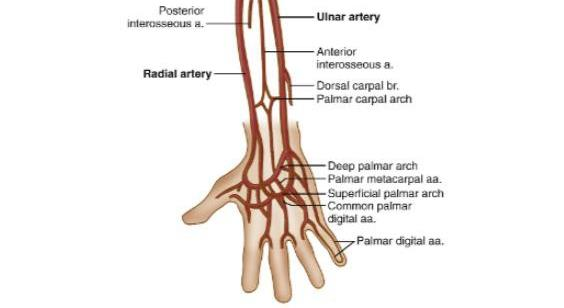 Posterior
interosseous a.
Radial artery
Ulnar artery
Anterior
interosseous a.
Dorsal carpal br.
Palmar carpal arch
Deep palmar arch
Palmar metacarpal aa.
Superficial palmar arch
Common palmar
digital aa.
Palmar digital aa.